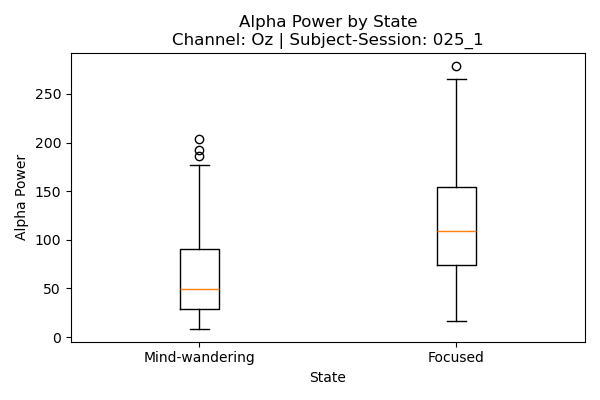 Alpha Power by State
Channel: Oz | Subject-Session: 025_1
Alpha Power
250
200
150
100
50
0
Mind-wandering
Focused
State